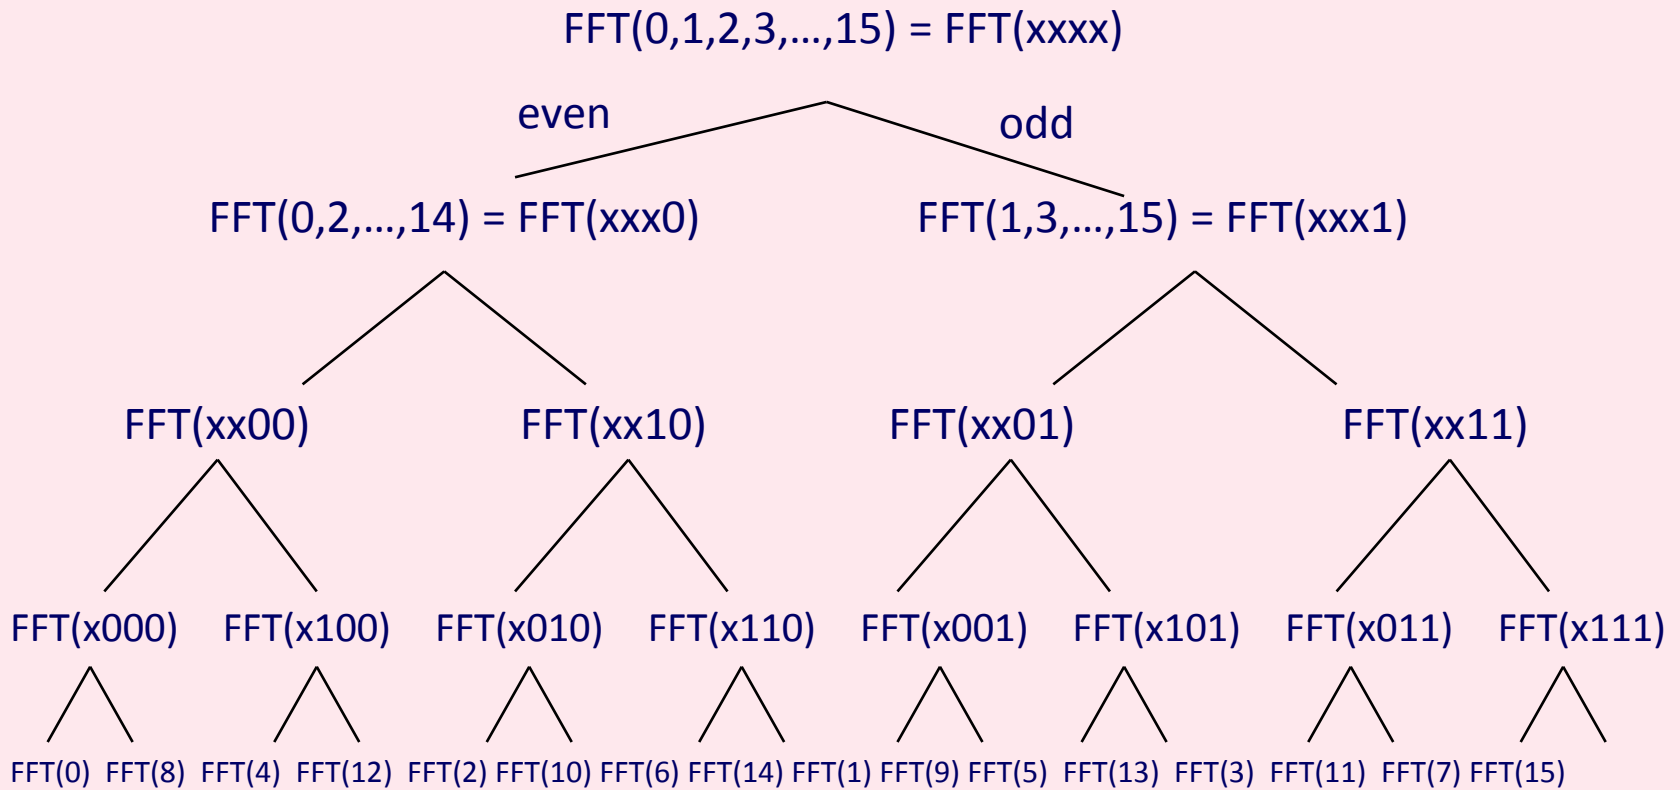 FFT(0,1,2,3,…,15) = FFT(xxxx)
even odd
FFT(0,2,…,14) = FFT(xxx0) FFT(1,3,…,15) = FFT(xxx1)
FFT(xx00) FFT(xx10) FFT(xx01) FFT(xx11)
FFT(x000) FFT(x100) FFT(x010) FFT(x110) FFT(x001) FFT(x101) FFT(x011) FFT(x111)
FFT(0) FFT(8) FFT(4) FFT(12) FFT(2) FFT(10) FFT(6) FFT(14) FFT(1) FFT(9) FFT(5) FFT(13) FFT(3) FFT(11) FFT(7) FFT(15)